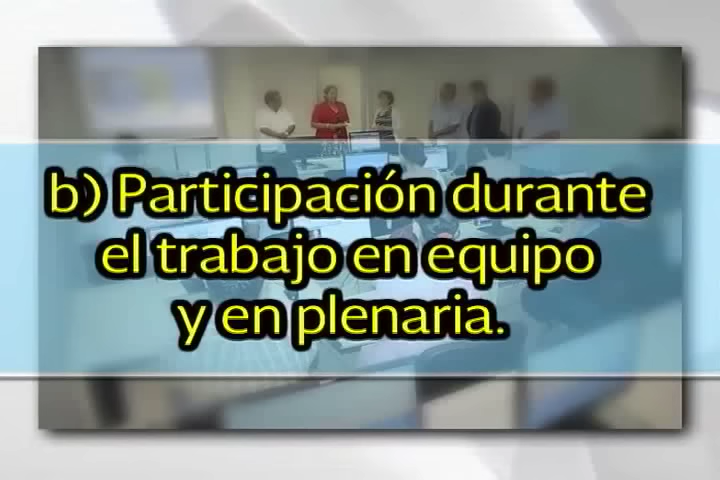 b) Participación durante
el trabajo en equipo
y en plenaria.